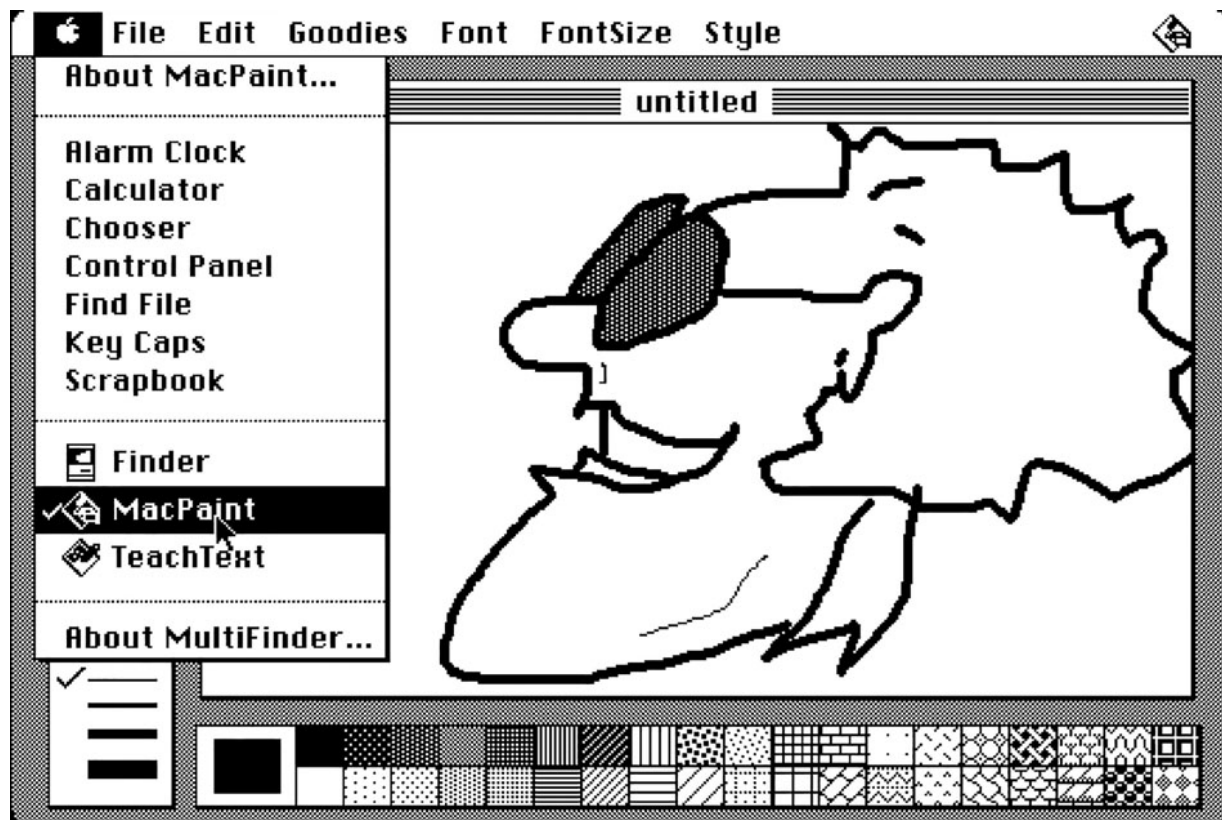 File Edit Goodies Font FontSize Style
About MacPaint...
untitled
Alarm Clock
Calculator
Chooser
Control Panel
Find File
Key Caps
Scrapbook
Finder
MacPaint
TeachText
About MultiFinder...